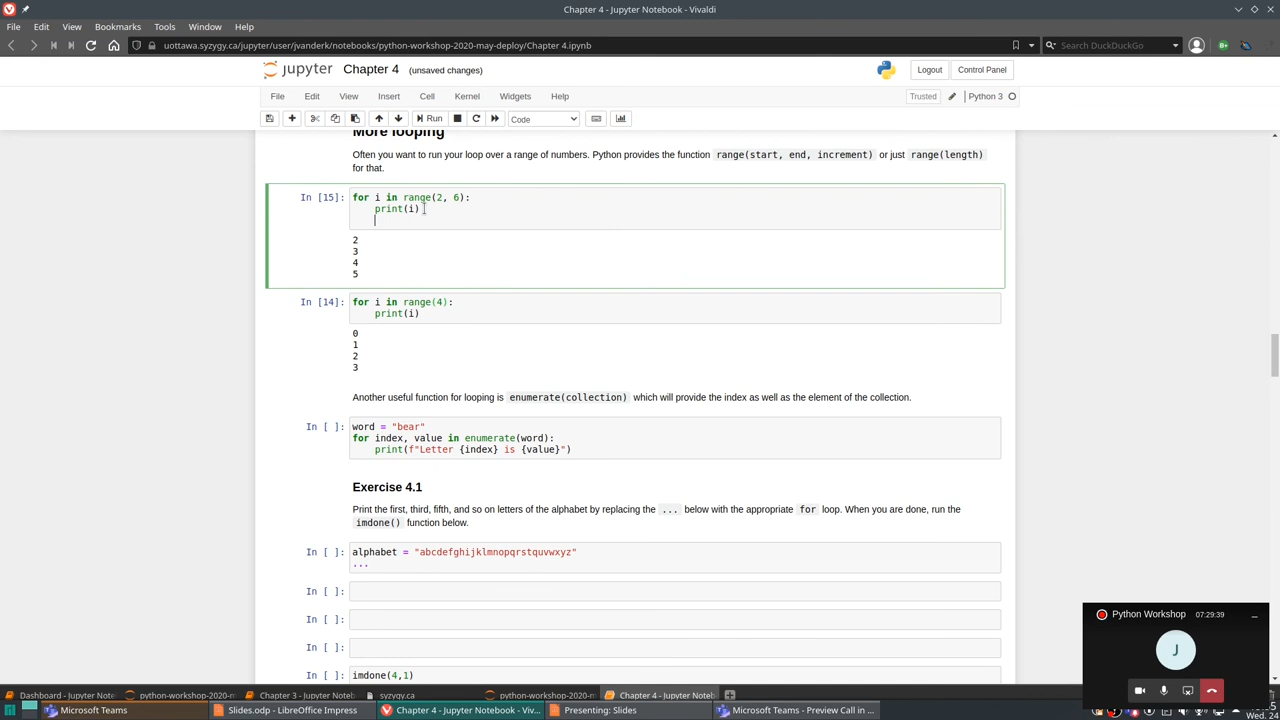 Chapter 4 - Jupyter Notebook - Vivaldi
File Edit View Bookmarks Tools Window Help
uottawa.syzygy.ca/jupyter/user/jvanderk/notebooks/python-workshop-2020-may-deploy/Chapter 4.ipynb
Search DuckDuckGo
jupyter Chapter 4 (unsaved changes)
Logout Control Panel
File Edit View Insert Cell Kernel Widgets Help
Trusted Python 3
Run Code
More looping
Often you want to run your loop over a range of numbers. Python provides the function range(start, end, increment) or just range(length)
for that.
In [15]: for i in range(2, 6):
print(i)
2
3
4
5
In [14]: for i in range(4):
print(i)
0
1
2
3
Another useful function for looping is enumerate(collection) which will provide the index as well as the element of the collection.
In [ ]: word = "bear"
for index, value in enumerate(word):
print(f"Letter {index} is {value}")
Exercise 4.1
Print the first, third, fifth, and so on letters of the alphabet by replacing the ... below with the appropriate for loop. When you are done, run the
imdone() function below.
In [ ]: alphabet = "abcdefghijklmnopqrstuvwxyz"
...
In [ ]:
In [ ]:
In [ ]:
In [ ]: imdone(4,1)
Python Workshop 07:29:39
J
Dashboard - Jupyter Note python-workshop-2020-m Chapter 3 - Jupyter Noteb syzygy.ca python-workshop-2020-m Chapter 4 - Jupyter Noteb
Microsoft Teams Slides.odp - LibreOffice Impress Chapter 4 - Jupyter Notebook - Viv... Presenting: Slides Microsoft Teams - Preview Call in ...
Wed. 24